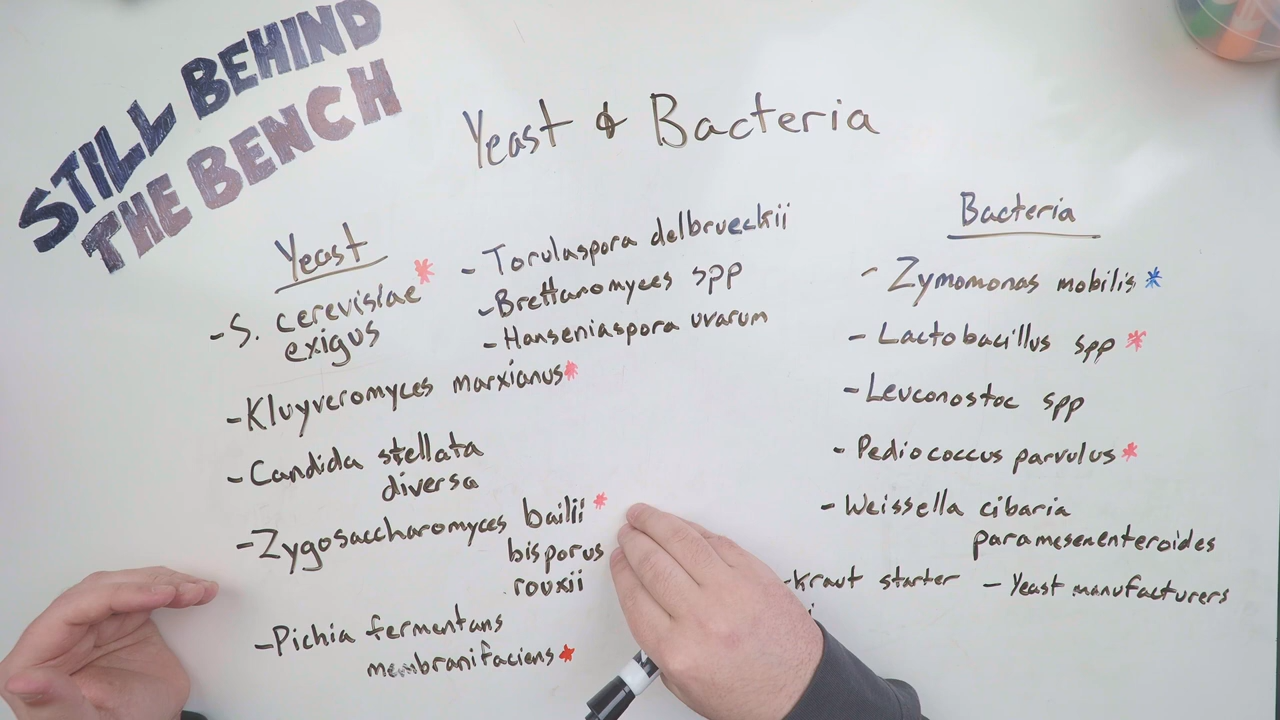 STILL BEHIND
THE BENCH
Yeast & Bacteria
Yeast
- S. cerevisiae*
exigus
- Kluyveromyces marxianus*
- Candida stellata
diversa
- Zygosaccharomyces bailii *
bisporus
rouxii
- Pichia fermentans
membranifaciens*
- Torulaspora delbrueckii
- Brettanomyces spp
- Hanseniaspora uvarum
Bacteria
- Zymomonas mobilis *
- Lactobacillus spp *
- Leuconostoc spp
- Pediococcus parvulus*
- Weissella cibaria
paramesenenteroides
-kraut starter - Yeast manufacturers